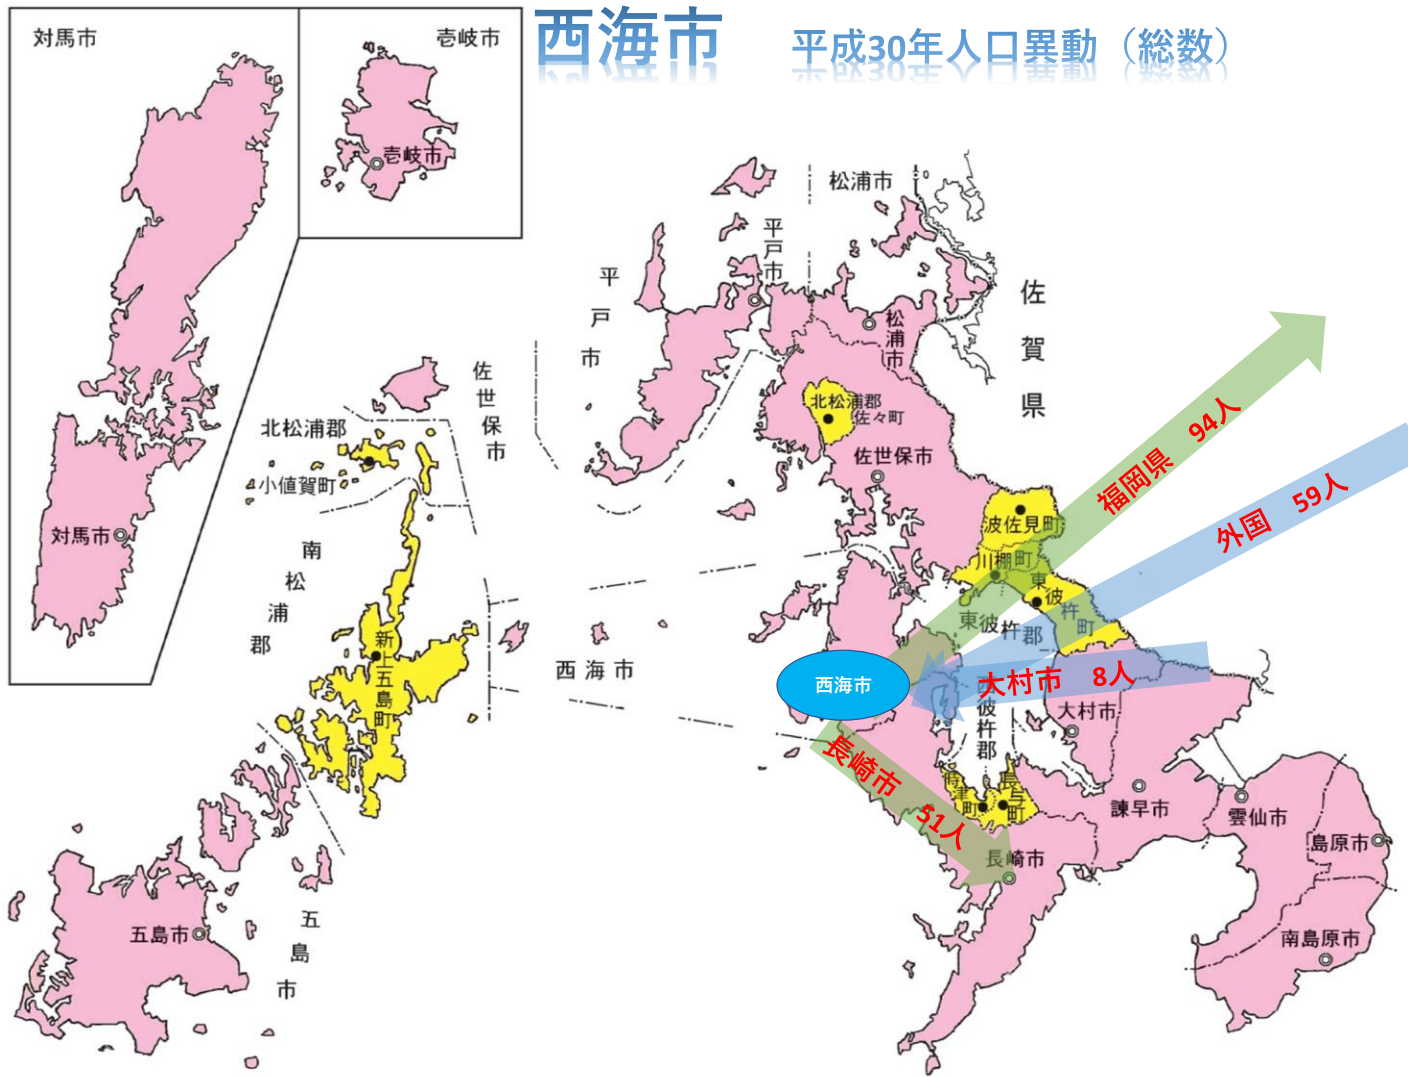 西海市 平成30年人口異動（総数）
対馬市
壱岐市
壱岐市
対馬市
松浦市
平戸市
平戸市
松浦市
佐賀県
佐世保市
北松浦郡
小値賀町
北松浦郡
佐々町
佐世保市
福岡県 94人
外国 59人
波佐見町
川棚町
東彼杵町
東彼杵郡
南松浦郡
新上五島町
西海市
西海市
大村市 8人
西彼杵郡
大村市
長崎市 51人
時津町
長与町
諫早市
雲仙市
島原市
長崎市
南島原市
五島市
五島市